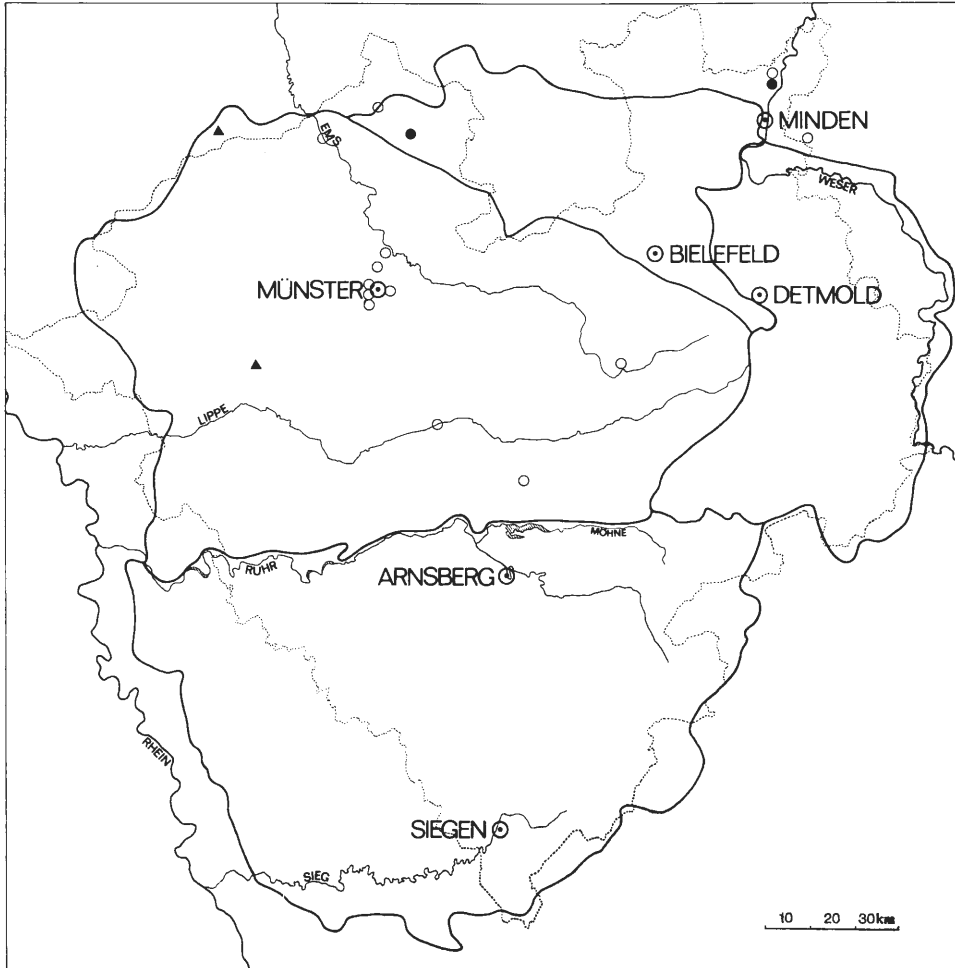 EMS
MINDEN
WESER
BIELEFELD
MÜNSTER
DETMOLD
LIPPE
MÖHNE
RUHR
ARNSBERG
RHEIN
SIEGEN
SIEG
10 20 30km